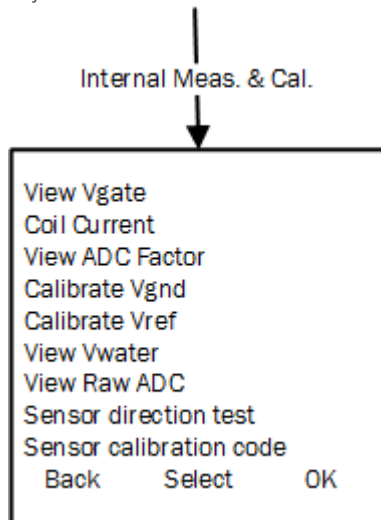 Internal Meas. & Cal.
View Vgate
Coil Current
View ADC Factor
Calibrate Vgnd
Calibrate Vref
View Vwater
View Raw ADC
Sensor direction test
Sensor calibration code
Back Select OK